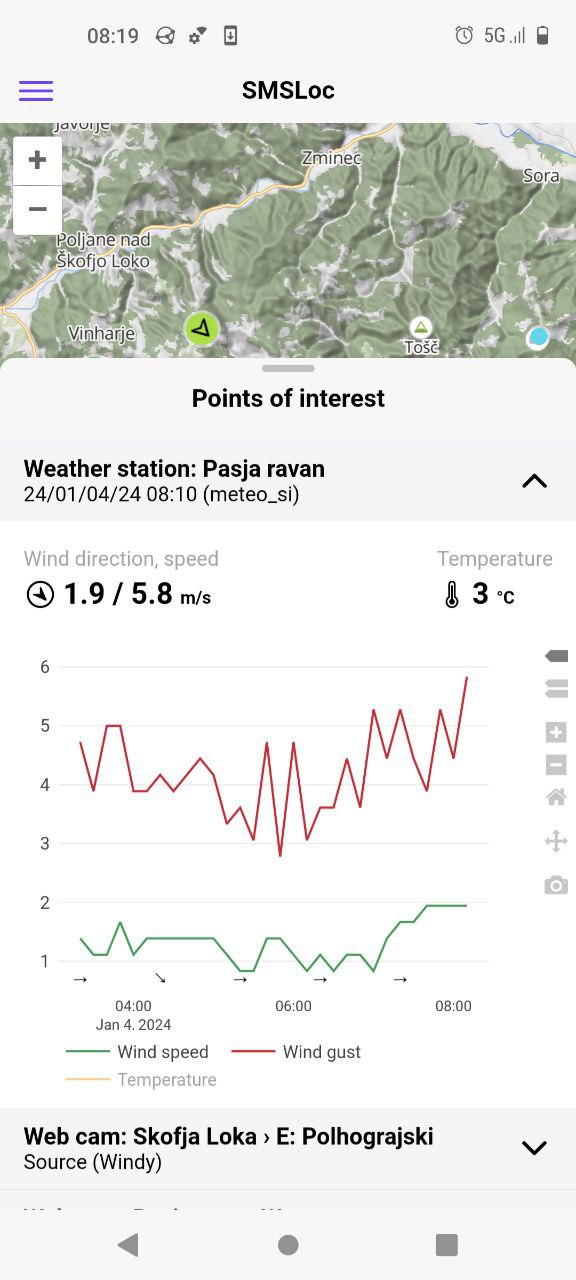 08:19
5G
SMSLoc
Javorje
Zminec
Sora
Poljane nad
Škofjo Loko
Vinharje
Tošč
Points of interest
Weather station: Pasja ravan
24/01/04/24 08:10 (meteo_si)
Wind direction, speed
Temperature
1.9 / 5.8 m/s
3 °C
6
5
4
3
2
1
04:00
06:00
08:00
Jan 4. 2024
Wind speed
Wind gust
Temperature
Web cam: Skofja Loka › E: Polhograjski
Source (Windy)